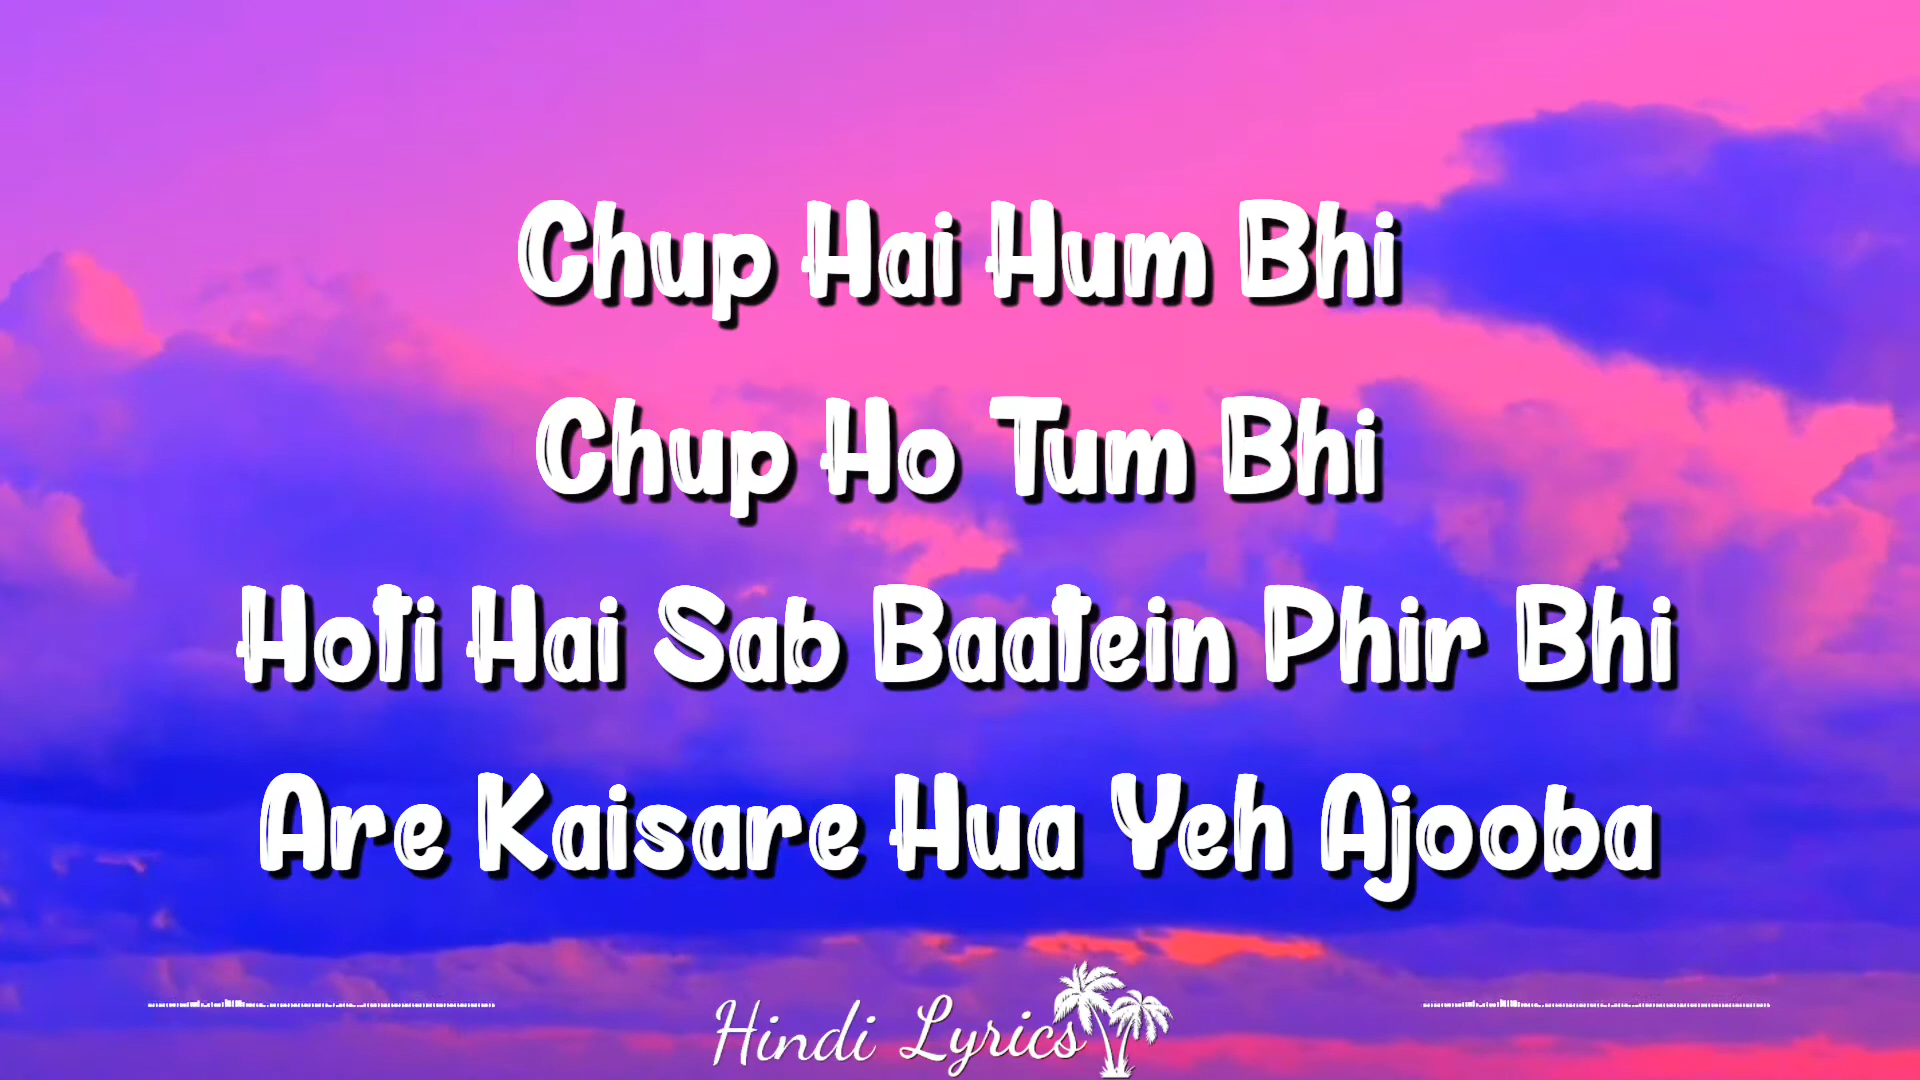 Chup Hai Hum Bhi
Chup Ho Tum Bhi
Hoti Hai Sab Baatein Phir Bhi
Are Kaisare Hua Yeh Ajooba
Hindi Lyrics